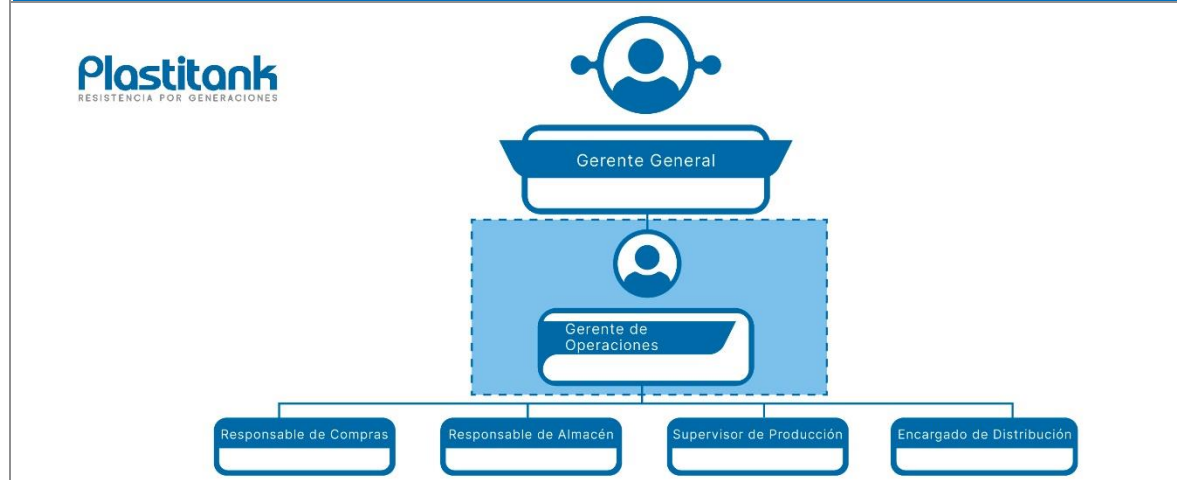 Plastitank
RESISTENCIA POR GENERACIONES
Gerente General
Gerente de
Operaciones
Responsable de Compras
Responsable de Almacén
Supervisor de Producción
Encargado de Distribución